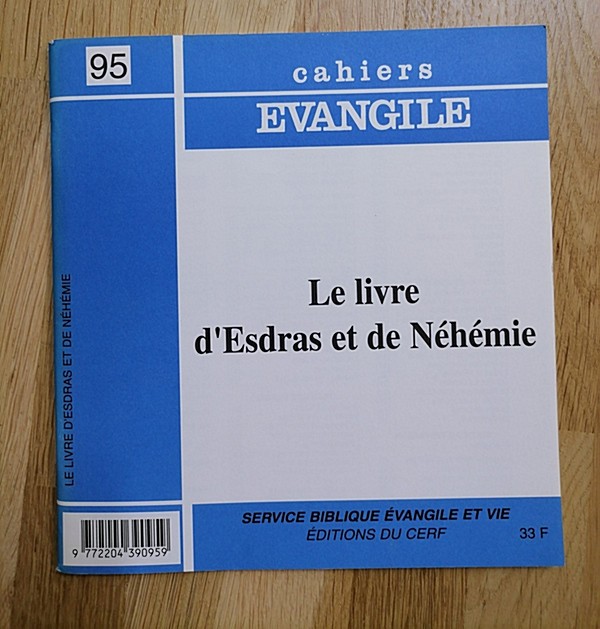 95
cahiers
EVANGILE
Le livre
d'Esdras et de Néhémie
LE LIVRE D'ESDRAS ET DE NÉHÉMIE
SERVICE BIBLIQUE ÉVANGILE ET VIE
ÉDITIONS DU CERF
33 F
9 772204 390959